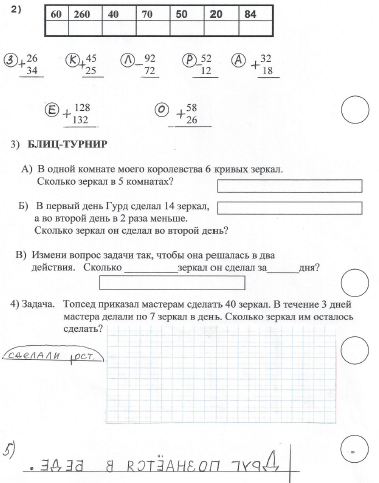 2)
60 260 40 70 50 20 84
З +26 34 К +45 25 Л −92 72 Р −52 12 А +32 18
Е +128 132 О +58 26
3) БЛИЦ-ТУРНИР
А) В одной комнате моего королевства 6 кривых зеркал.
Сколько зеркал в 5 комнатах?
Б) В первый день Гурд сделал 14 зеркал,
а во второй день в 2 раза меньше.
Сколько зеркал он сделал во второй день?
В) Измени вопрос задачи так, чтобы она решалась в два
действия. Сколько ________зеркал он сделал за_____дня?
4) Задача. Топсед приказал мастерам сделать 40 зеркал. В течение 3 дней
мастера делали по 7 зеркал в день. Сколько зеркал им осталось
сделать?
СДЕЛАЛИ ОСТ.
5) ДРУГ ПОЗНАЁТСЯ В БЕДЕ.